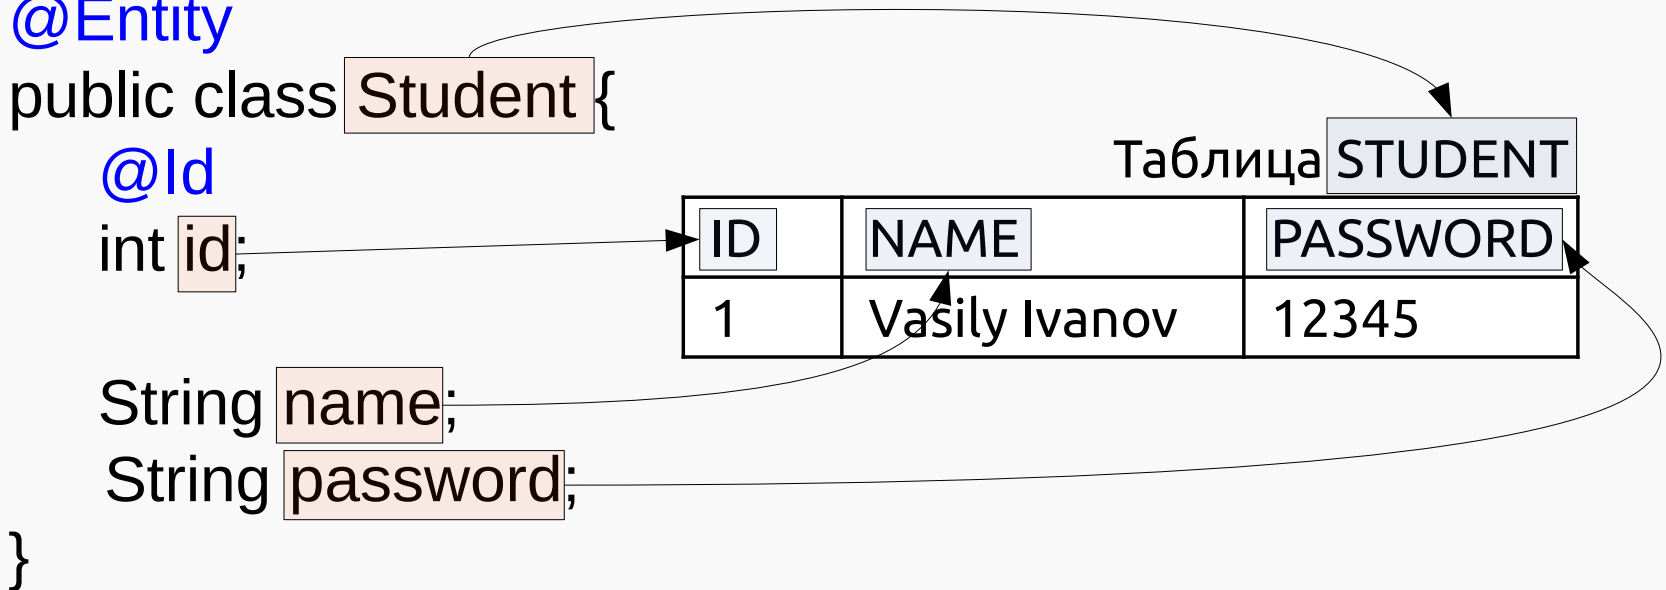 @Entity
public class Student {
@Id
int id;
String name;
String password;
}
Таблица STUDENT
ID NAME PASSWORD
1 Vasily Ivanov 12345